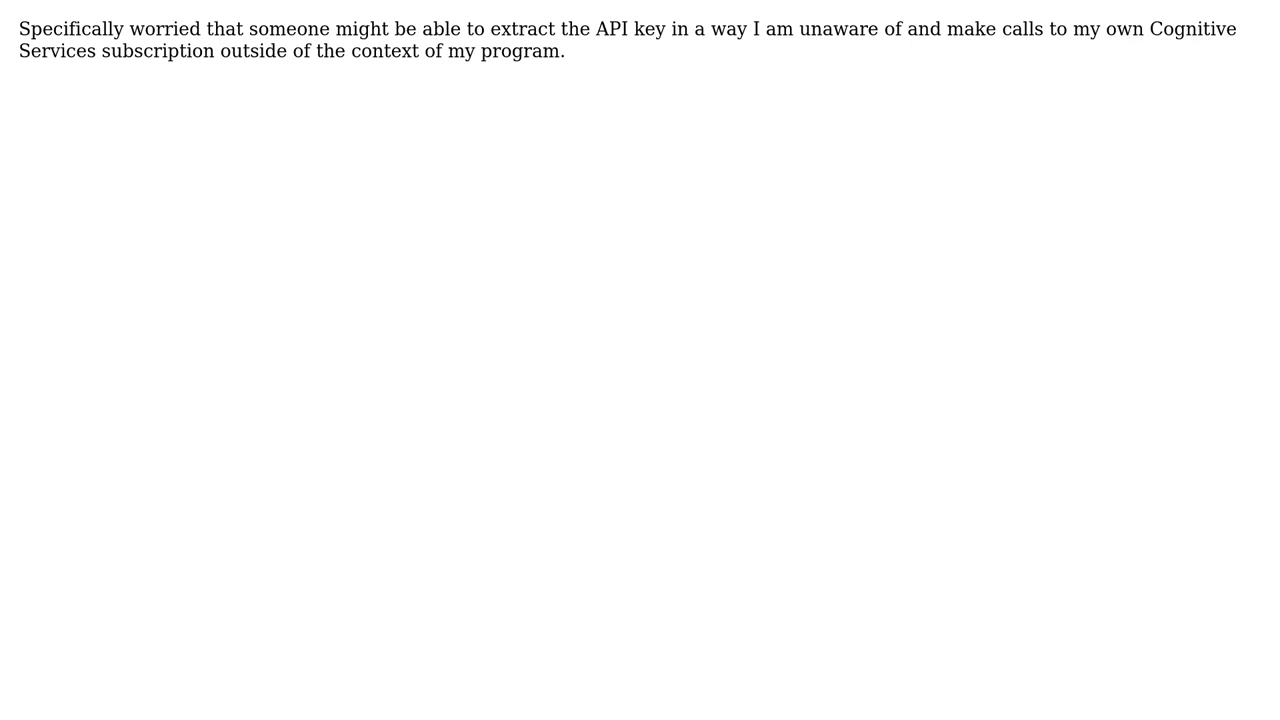 Specifically worried that someone might be able to extract the API key in a way I am unaware of and make calls to my own Cognitive
Services subscription outside of the context of my program.